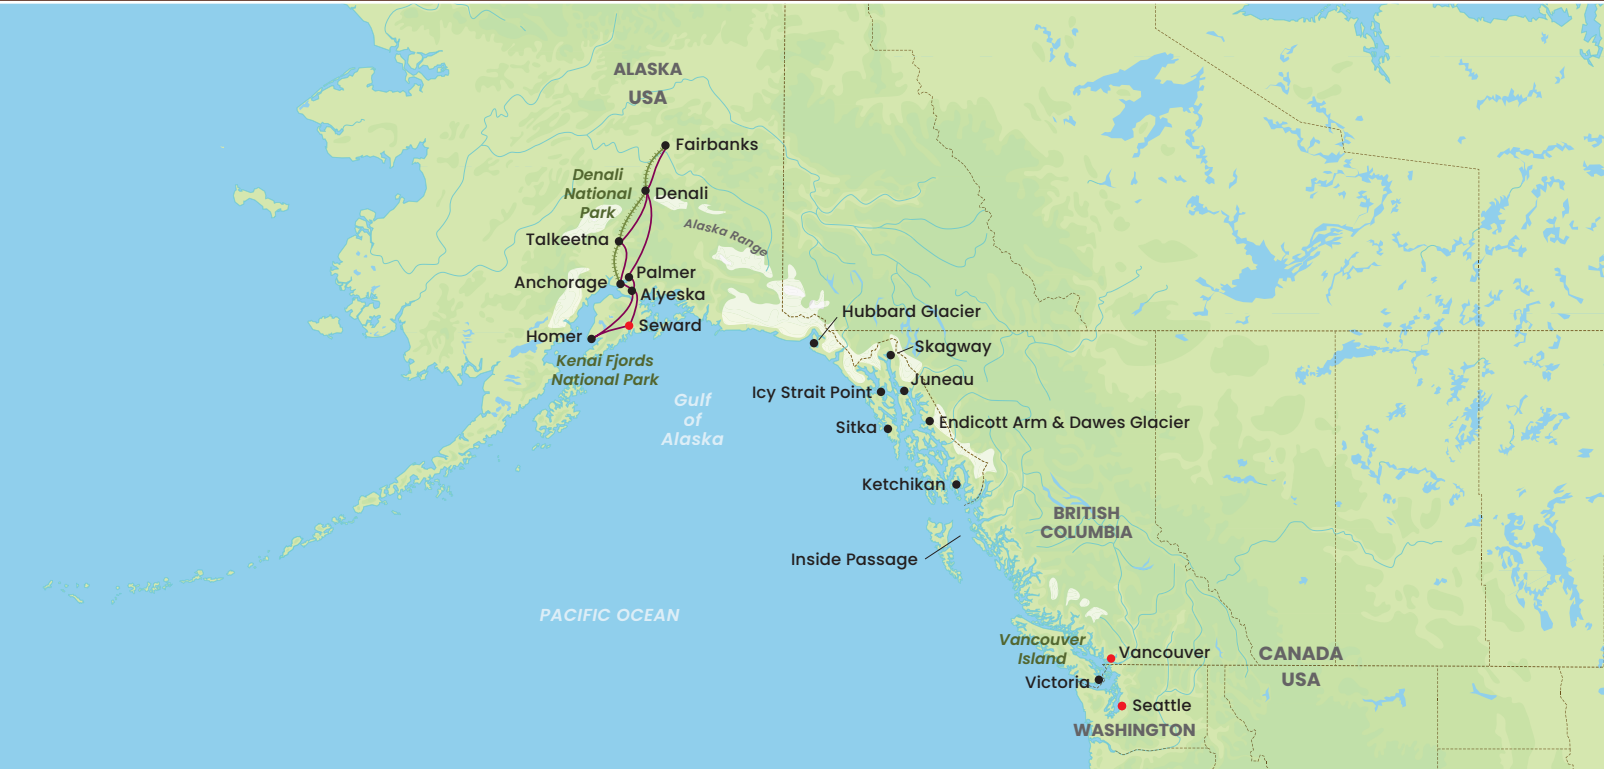 ALASKA
USA
Fairbanks
Denali
National
Park
Denali
Alaska Range
Talkeetna
Palmer
Anchorage
Alyeska
Seward
Homer
Kenai Fjords
National Park
Hubbard Glacier
Skagway
Juneau
Icy Strait Point
Gulf
of
Alaska
Sitka
Endicott Arm & Dawes Glacier
Ketchikan
BRITISH
COLUMBIA
Inside Passage
PACIFIC OCEAN
Vancouver
Island
Vancouver
CANADA
USA
Victoria
Seattle
WASHINGTON